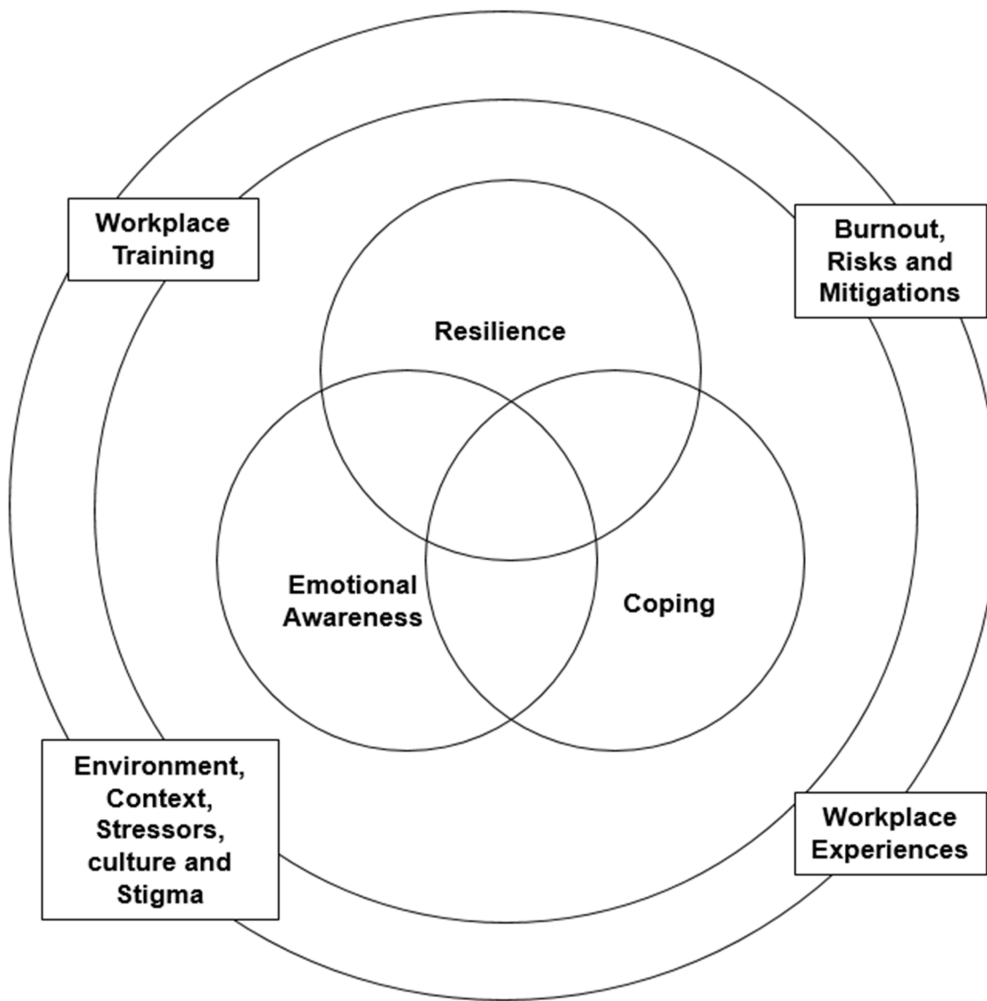 Workplace
Training
Burnout,
Risks and
Mitigations
Resilience
Emotional
Awareness
Coping
Environment,
Context,
Stressors,
culture and
Stigma
Workplace
Experiences